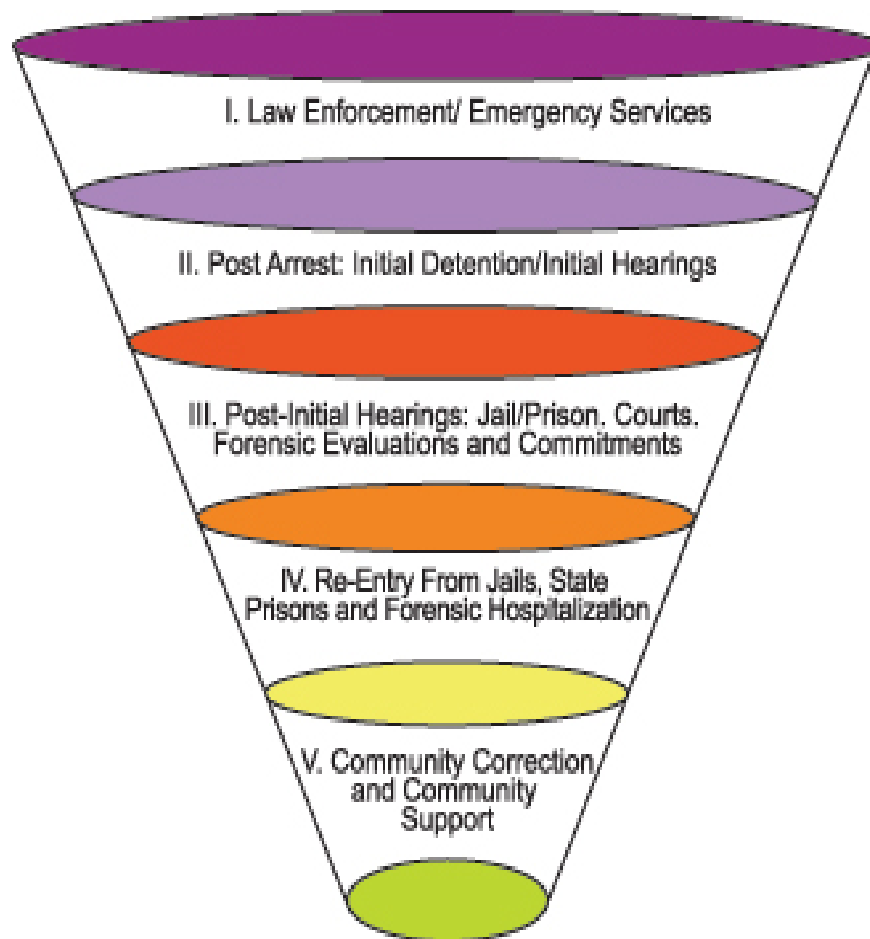 I. Law Enforcement/ Emergency Services
II. Post Arrest: Initial Detention/Initial Hearings
III. Post-Initial Hearings: Jail/Prison. Courts.
Forensic Evaluations and Commitments
IV. Re-Entry From Jails, State
Prisons and Forensic Hospitalization
V. Community Correction
and Community
Support